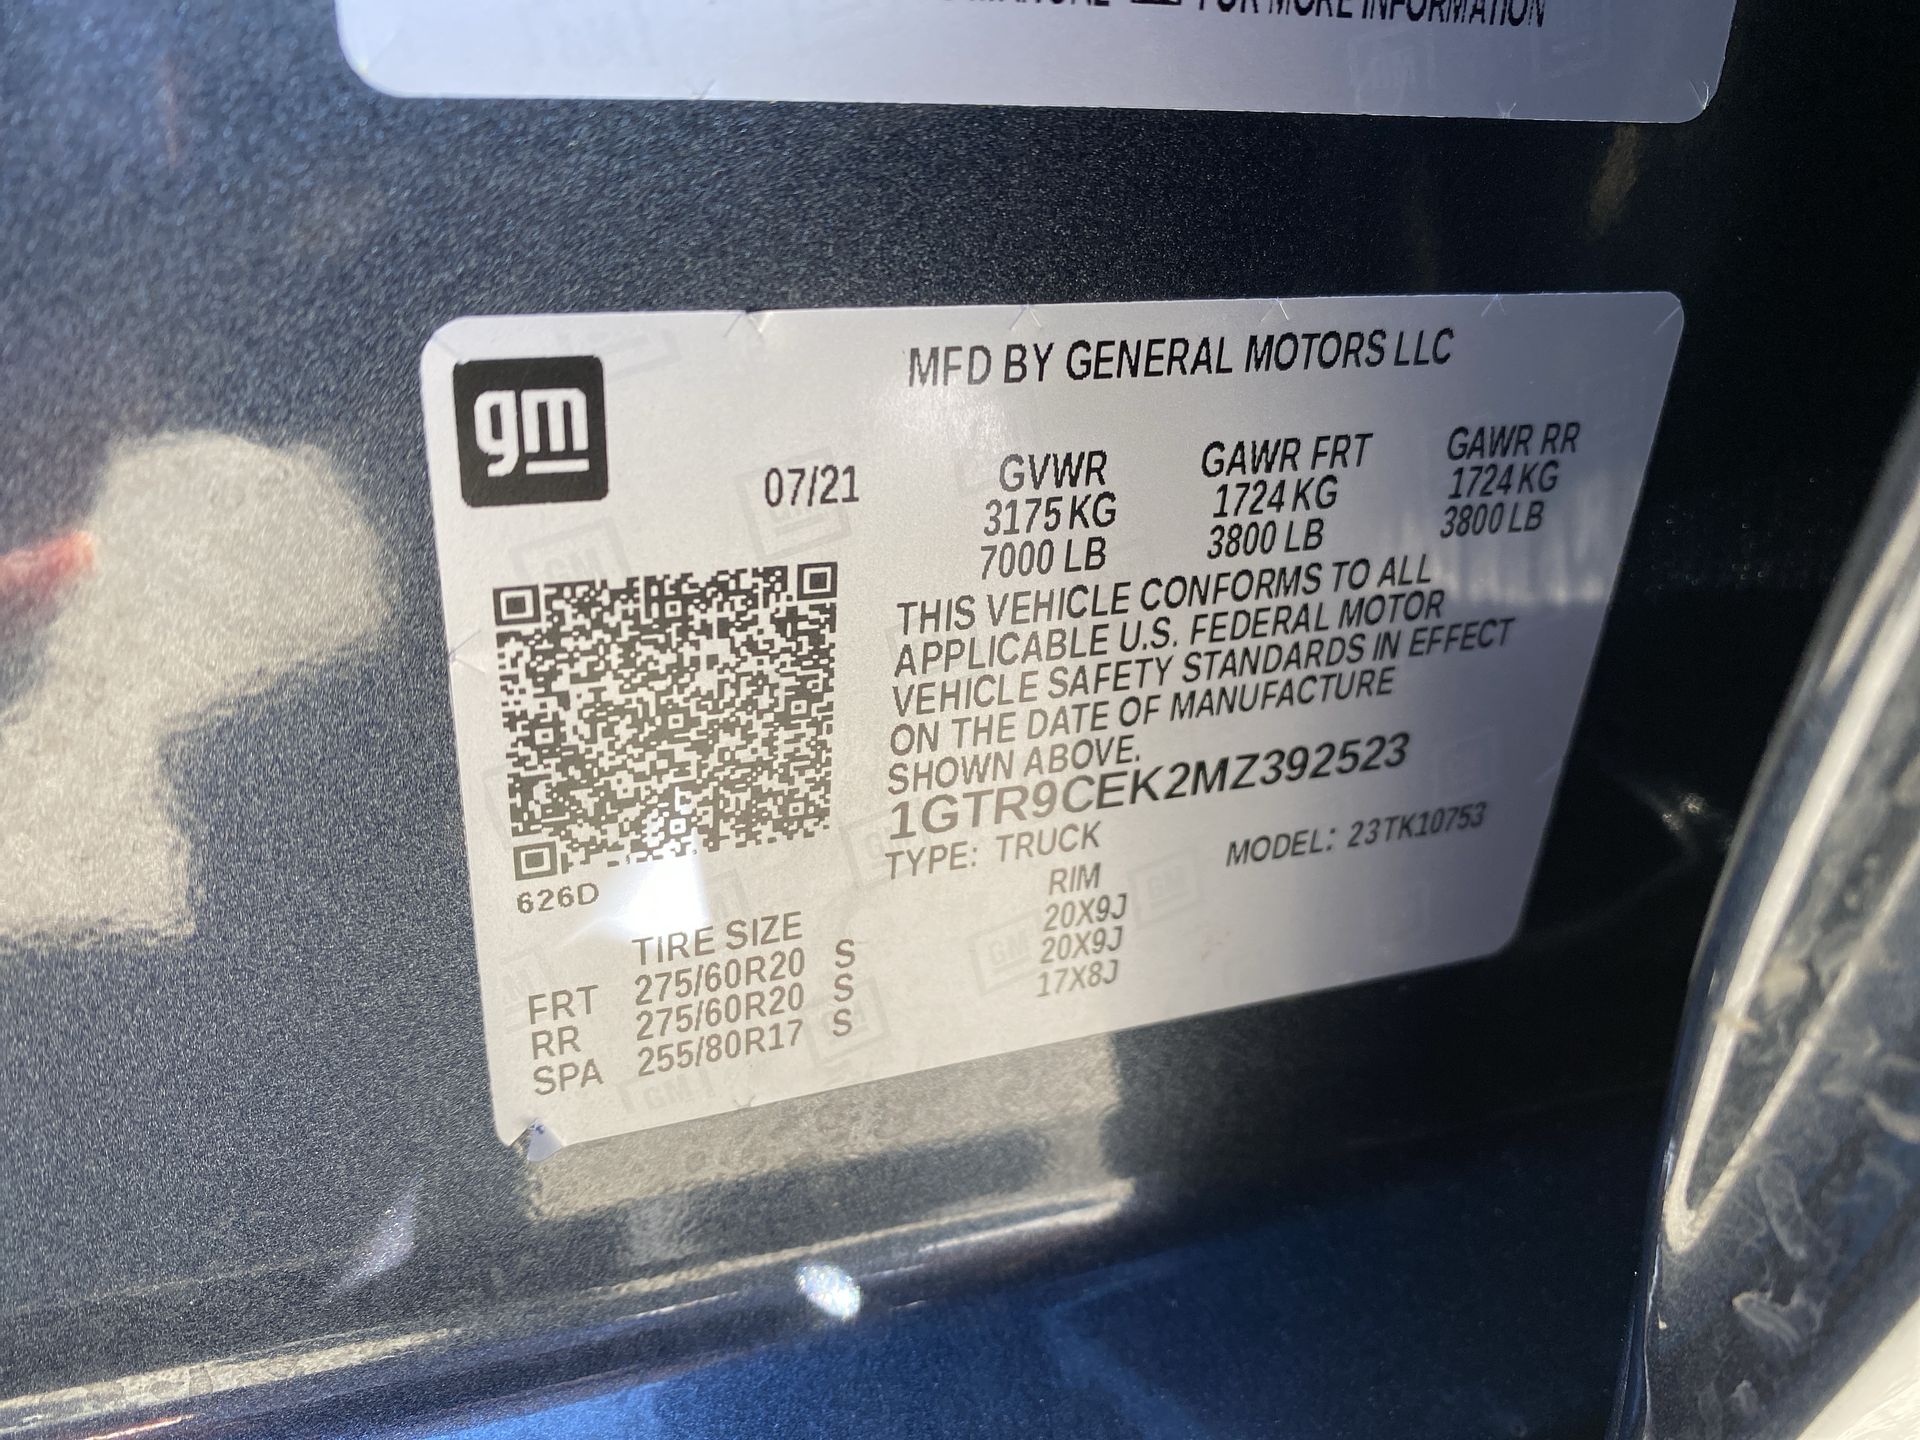 FOR MORE INFORMATION
gm
MFD BY GENERAL MOTORS LLC
07/21
GVWR GAWR FRT GAWR RR
3175 KG 1724 KG 1724 KG
7000 LB 3800 LB 3800 LB
THIS VEHICLE CONFORMS TO ALL
APPLICABLE U.S. FEDERAL MOTOR
VEHICLE SAFETY STANDARDS IN EFFECT
ON THE DATE OF MANUFACTURE
SHOWN ABOVE.
1GTR9CEK2MZ392523
TYPE: TRUCK MODEL: 23TK10753
626D
TIRE SIZE RIM
FRT 275/60R20 S 20X9J
RR 275/60R20 S 20X9J
SPA 255/80R17 S 17X8J